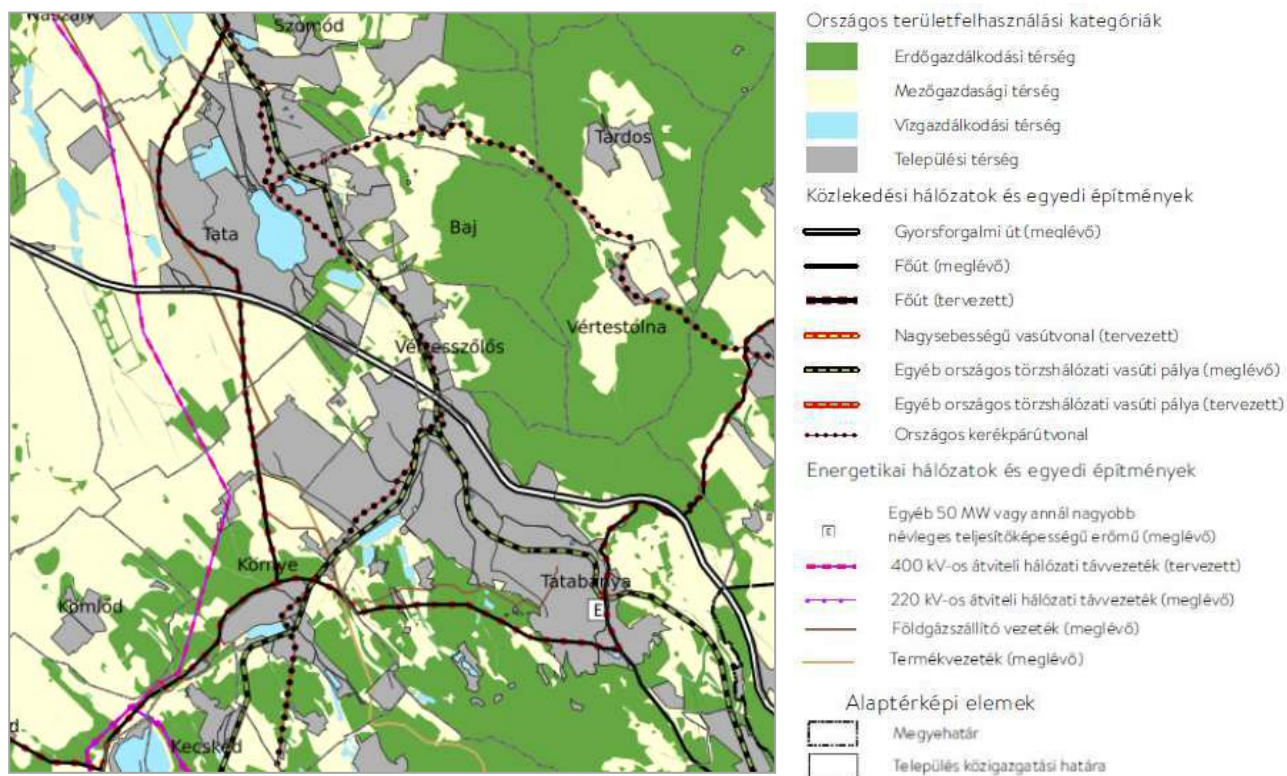 Naszály
Szomód
Tardos
Baj
Tata
Vértestólna
Vértesszőlős
Környe
Tatabánya
E
Kömlőd
d
Kecskéd
Országos területfelhasználási kategóriák
Erdőgazdálkodási térség
Mezőgazdasági térség
Vízgazdálkodási térség
Települési térség
Közlekedési hálózatok és egyedi építmények
Gyorsforgalmi út (meglévő)
Főút (meglévő)
Főút (tervezett)
Nagysebességű vasútvonal (tervezett)
Egyéb országos törzshálózati vasúti pálya (meglévő)
Egyéb országos törzshálózati vasúti pálya (tervezett)
Országos kerékpárútvonal
Energetikai hálózatok és egyedi építmények
E
Egyéb 50 MW vagy annál nagyobb
névleges teljesítőképességű erőmű (meglévő)
400 kV-os átviteli hálózati távvezeték (tervezett)
220 kV-os átviteli hálózati távvezeték (meglévő)
Földgázszállító vezeték (meglévő)
Termékvezeték (meglévő)
Alaptérképi elemek
Megyehatár
Település közigazgatási határa